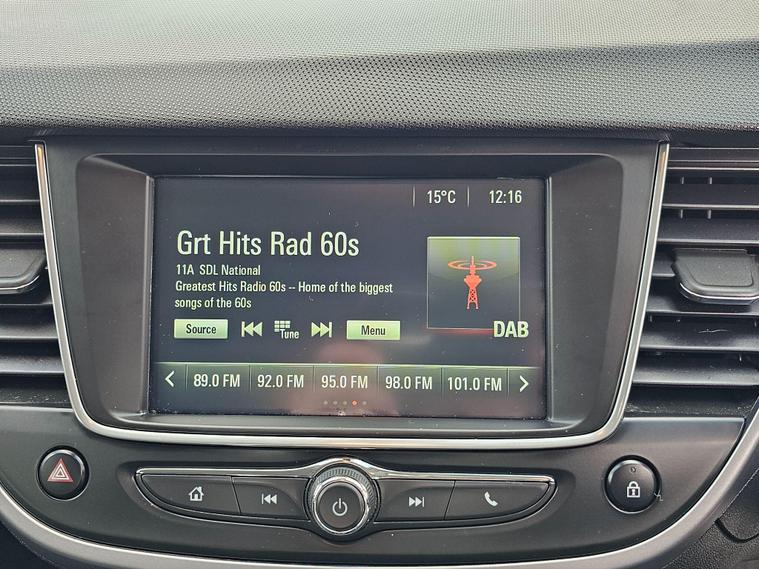 15°C 12:16
Grt Hits Rad 60s
11A SDL National
Greatest Hits Radio 60s -- Home of the biggest
songs of the 60s
Source Tune Menu
DAB
89.0 FM 92.0 FM 95.0 FM 98.0 FM 101.0 FM